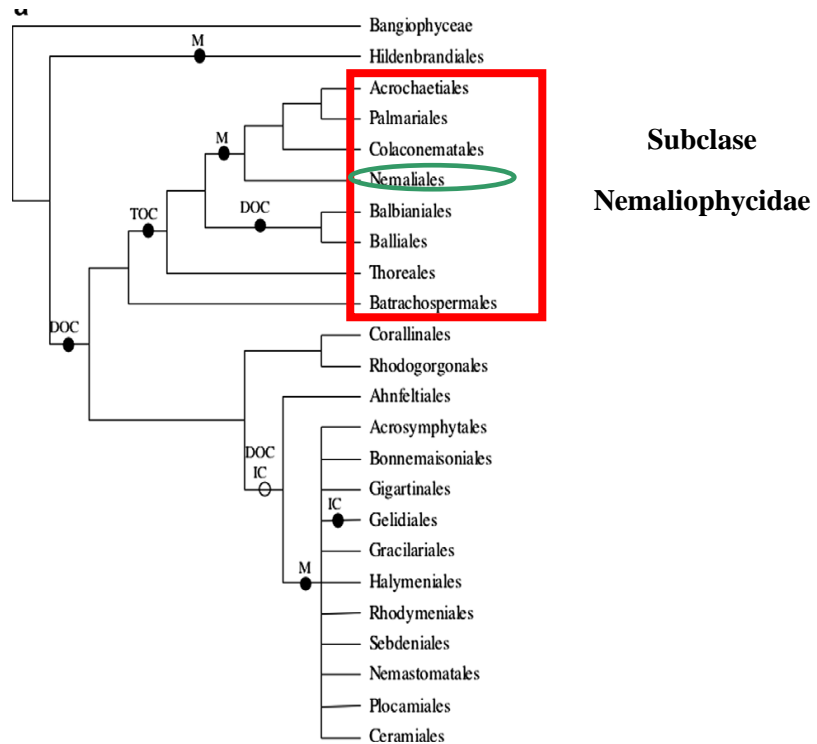 Bangiophyceae
M
Hildenbrandiales
Acrochaetiales
Palmariales
M
Colaconematales
Nemaliales
DOC
Balbianiales
TOC
Balliales
Thoreales
Batrachospermales
DOC
Corallinales
Rhodogorgonales
Ahnfeltiales
Acrosymphytales
DOC
IC
Bonnemaisoniales
Gigartinales
IC
Gelidiales
Gracilariales
M
Halymeniales
Rhodymeniales
Sebdeniales
Nemastomatales
Plocamiales
Ceramiales
Subclase
Nemaliophycidae